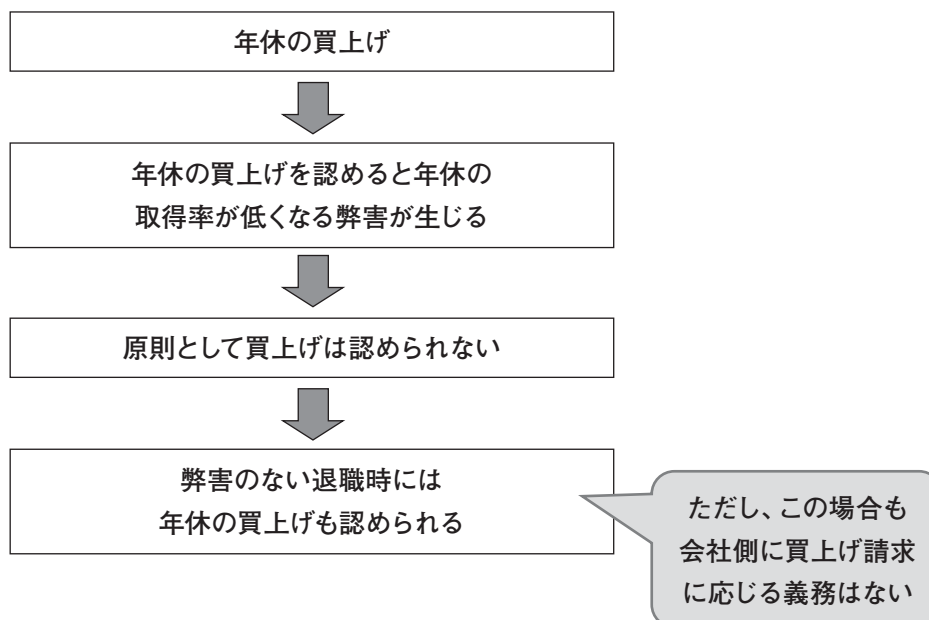 年休の買上げ
年休の買上げを認めると年休の
取得率が低くなる弊害が生じる
原則として買上げは認められない
弊害のない退職時には
年休の買上げも認められる
ただし、この場合も
会社側に買上げ請求
に応じる義務はない